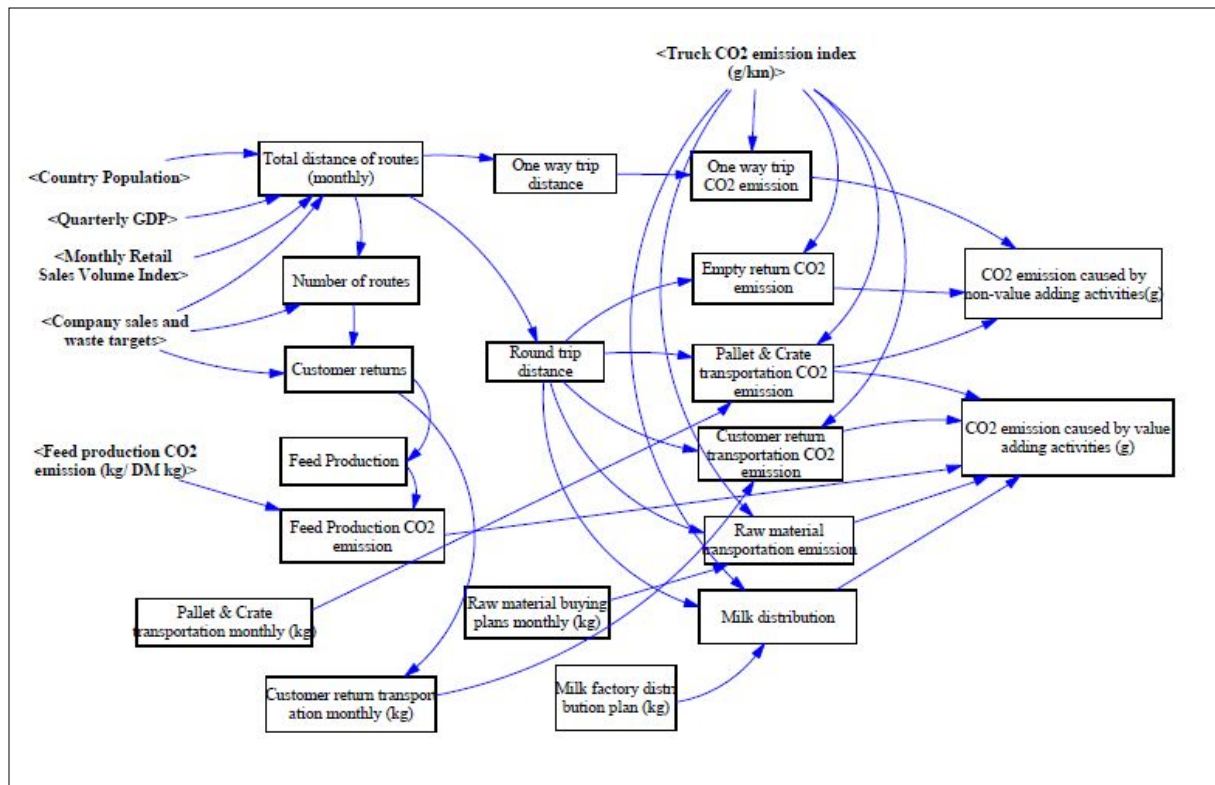 <Truck CO2 emission index
(g/km)>
Total distance of routes
(monthly)
One way trip
distance
One way trip
CO2 emission
<Country Population>
<Quarterly GDP>
<Monthly Retail
Sales Volume Index>
Number of routes
Empty return CO2
emission
CO2 emission caused by
non-value adding activities(g)
<Company sales and
waste targets>
Customer returns
Round trip
distance
Pallet & Crate
transportation CO2
emission
<Feed production CO2
emission (kg/ DM kg)>
Feed Production
Customer return
transportation CO2
emission
CO2 emission caused by value
adding activities (g)
Feed Production CO2
emission
Raw material
transportation emission
Pallet & Crate
transportation monthly (kg)
Raw material buying
plans monthly (kg)
Milk distribution
Customer return transport
ation monthly (kg)
Milk factory distri
bution plan (kg)